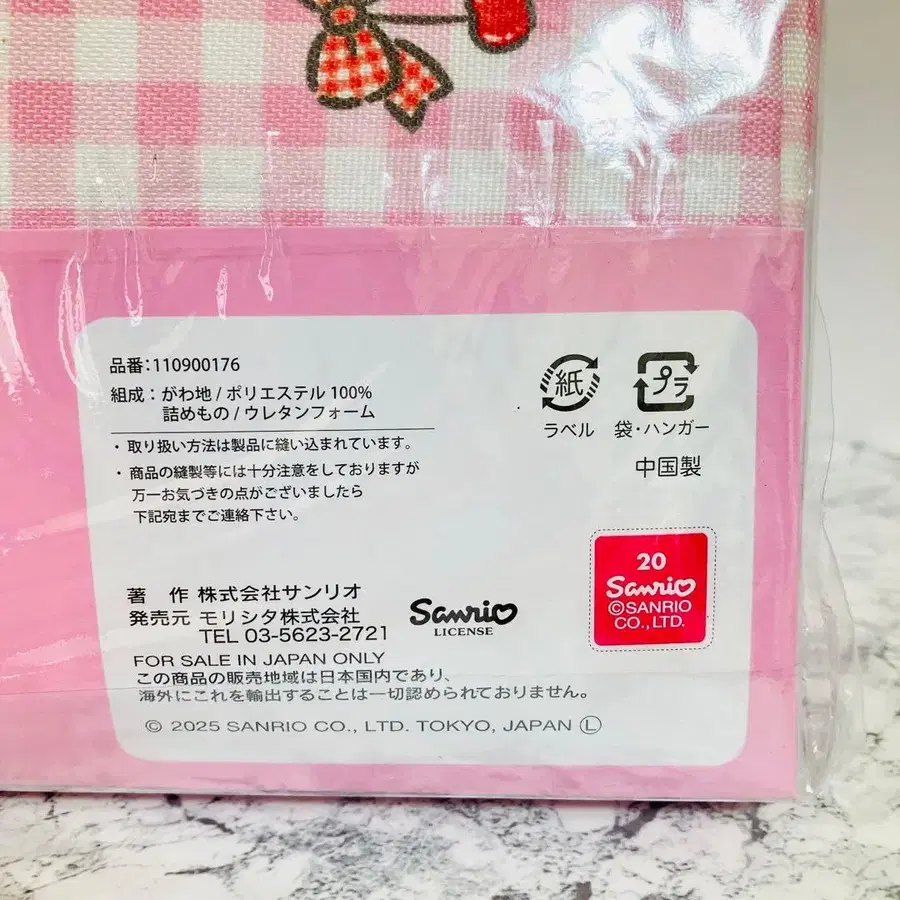 品番：110900176
組成：がわ地 / ポリエステル 100%
詰めもの / ウレタンフォーム
・取り扱い方法は製品に縫い込まれています。
・商品の縫製等には十分注意をしておりますが
万一お気づきの点がございましたら
下記宛までご連絡下さい。
紙
ラベル
プラ
袋・ハンガー
中国製
20
Sanrio
©SANRIO
CO.,LTD.
著 作 株式会社サンリオ
発売元 モリシタ株式会社
TEL 03-5623-2721
Sanrio
LICENSE
FOR SALE IN JAPAN ONLY
この商品の販売地域は日本国内であり、
海外にこれを輸出することは一切認められておりません。
© 2025 SANRIO CO., LTD. TOKYO, JAPAN Ⓛ